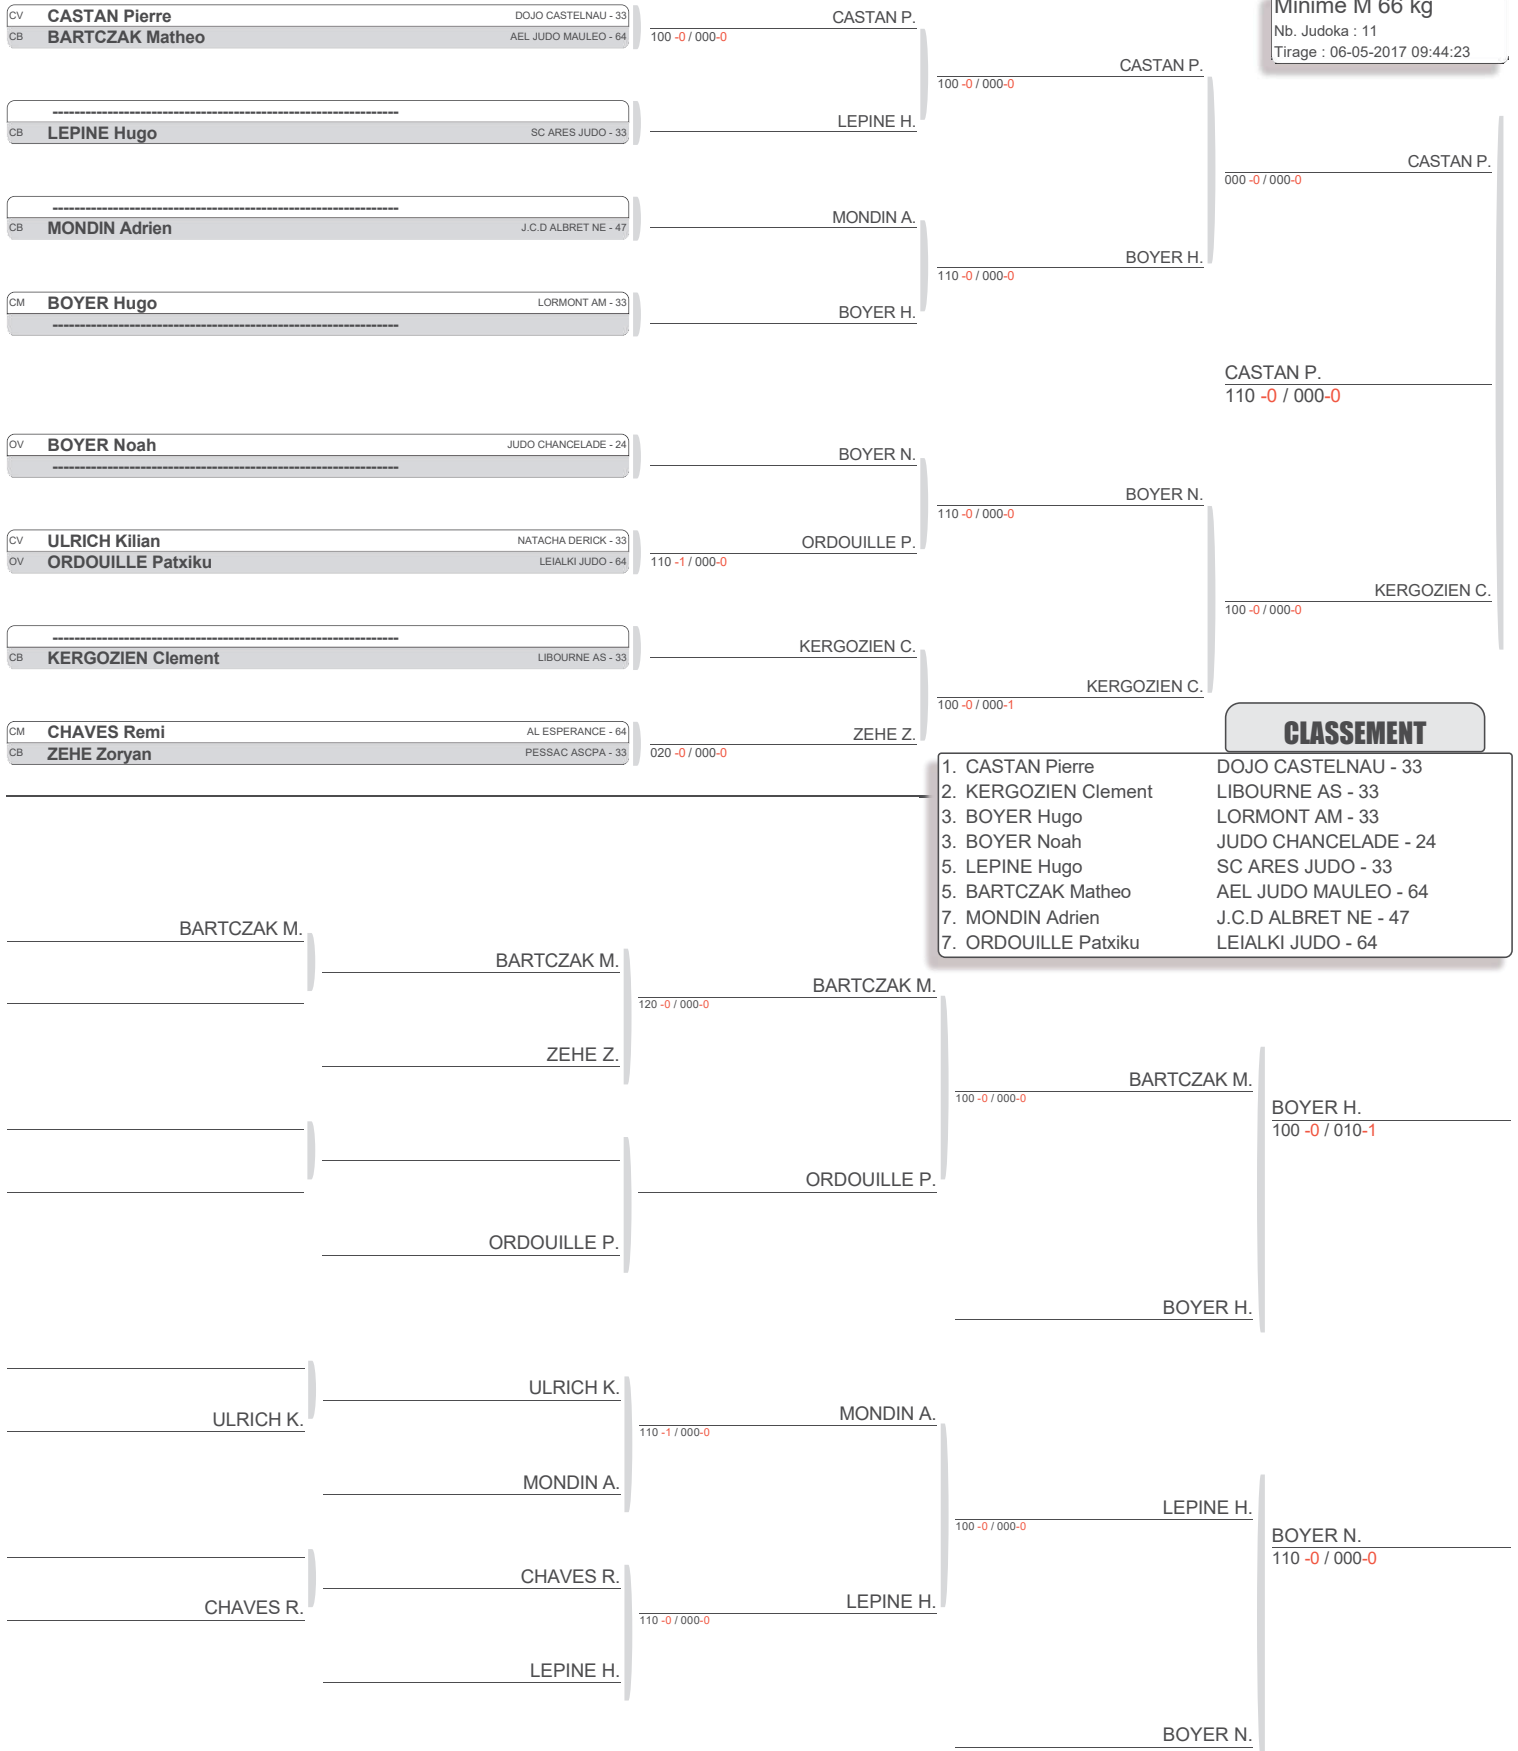 Minime M 66 kg
Nb. Judoka : 11
Tirage : 06-05-2017 09:44:23
CV CASTAN Pierre DOJO CASTELNAU - 33
CB BARTCZAK Matheo AEL JUDO MAULEO - 64
CASTAN P.
100 -0 / 000-0
CASTAN P.
100 -0 / 000-0
------------------------------------------------------------------
CB LEPINE Hugo SC ARES JUDO - 33
LEPINE H.
CASTAN P.
000 -0 / 000-0
------------------------------------------------------------------
CB MONDIN Adrien J.C.D ALBRET NE - 47
MONDIN A.
BOYER H.
110 -0 / 000-0
CM BOYER Hugo LORMONT AM - 33
------------------------------------------------------------------
BOYER H.
CASTAN P.
110 -0 / 000-0
OV BOYER Noah JUDO CHANCELADE - 24
------------------------------------------------------------------
BOYER N.
BOYER N.
110 -0 / 000-0
CV ULRICH Kilian NATACHA DERICK - 33
OV ORDOUILLE Patxiku LEIALKI JUDO - 64
ORDOUILLE P.
110 -1 / 000-0
KERGOZIEN C.
100 -0 / 000-0
------------------------------------------------------------------
CB KERGOZIEN Clement LIBOURNE AS - 33
KERGOZIEN C.
KERGOZIEN C.
100 -0 / 000-1
CM CHAVES Remi AL ESPERANCE - 64
CB ZEHE Zoryan PESSAC ASCPA - 33
ZEHE Z.
020 -0 / 000-0
CLASSEMENT
1. CASTAN Pierre DOJO CASTELNAU - 33
2. KERGOZIEN Clement LIBOURNE AS - 33
3. BOYER Hugo LORMONT AM - 33
3. BOYER Noah JUDO CHANCELADE - 24
5. LEPINE Hugo SC ARES JUDO - 33
5. BARTCZAK Matheo AEL JUDO MAULEO - 64
7. MONDIN Adrien J.C.D ALBRET NE - 47
7. ORDOUILLE Patxiku LEIALKI JUDO - 64
BARTCZAK M.
BARTCZAK M.
BARTCZAK M.
120 -0 / 000-0
ZEHE Z.
BARTCZAK M.
100 -0 / 000-0
BOYER H.
100 -0 / 010-1
ORDOUILLE P.
ORDOUILLE P.
BOYER H.
ULRICH K.
ULRICH K.
MONDIN A.
110 -1 / 000-0
MONDIN A.
LEPINE H.
100 -0 / 000-0
BOYER N.
110 -0 / 000-0
CHAVES R.
CHAVES R.
LEPINE H.
110 -0 / 000-0
LEPINE H.
BOYER N.